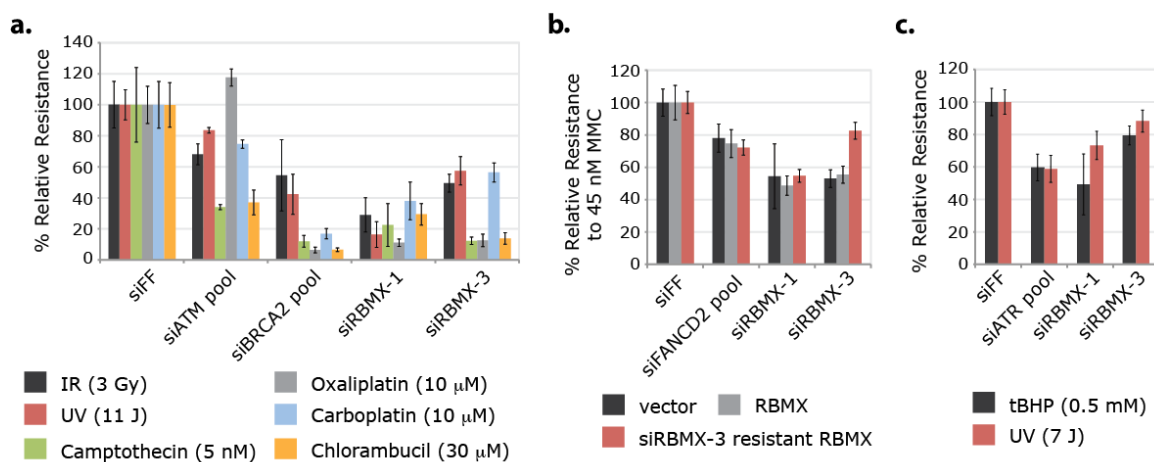 a.
% Relative Resistance
140
120
100
80
60
40
20
0
siFF
siATM pool
siBRCA2 pool
siRBMX-1
siRBMX-3
IR (3 Gy)
UV (11 J)
Camptothecin (5 nM)
Oxaliplatin (10 µM)
Carboplatin (10 µM)
Chlorambucil (30 µM)
b.
% Relative Resistance
to 45 nM MMC
120
100
80
60
40
20
0
siFF
siFANCD2 pool
siRBMX-1
siRBMX-3
vector
RBMX
siRBMX-3 resistant RBMX
c.
% Relative Resistance
120
100
80
60
40
20
0
siFF
siATR pool
siRBMX-1
siRBMX-3
tBHP (0.5 mM)
UV (7 J)